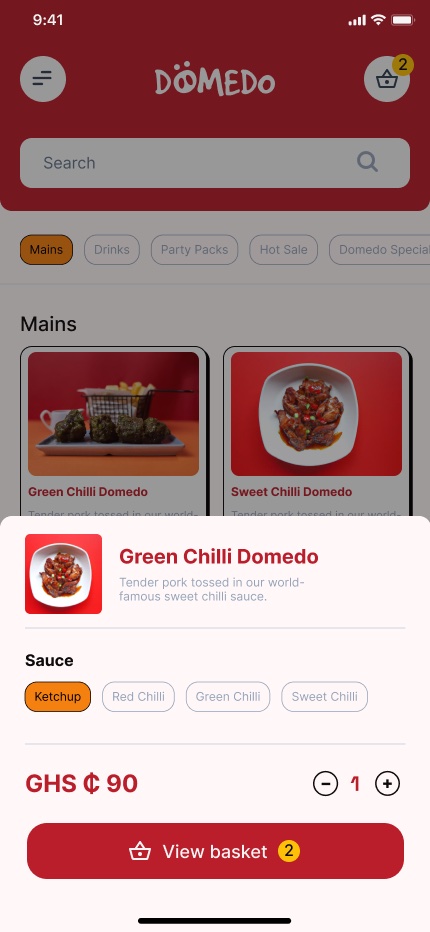 9:41
DÖMEDO
2
Search
Mains
Drinks
Party Packs
Hot Sale
Domedo Special
Mains
Green Chilli Domedo
Sweet Chilli Domedo
Tender pork tossed in our world-
Tender pork tossed in our world-
Green Chilli Domedo
Tender pork tossed in our world-
famous sweet chilli sauce.
Sauce
Ketchup
Red Chilli
Green Chilli
Sweet Chilli
GHS ₵ 90
1
View basket
2